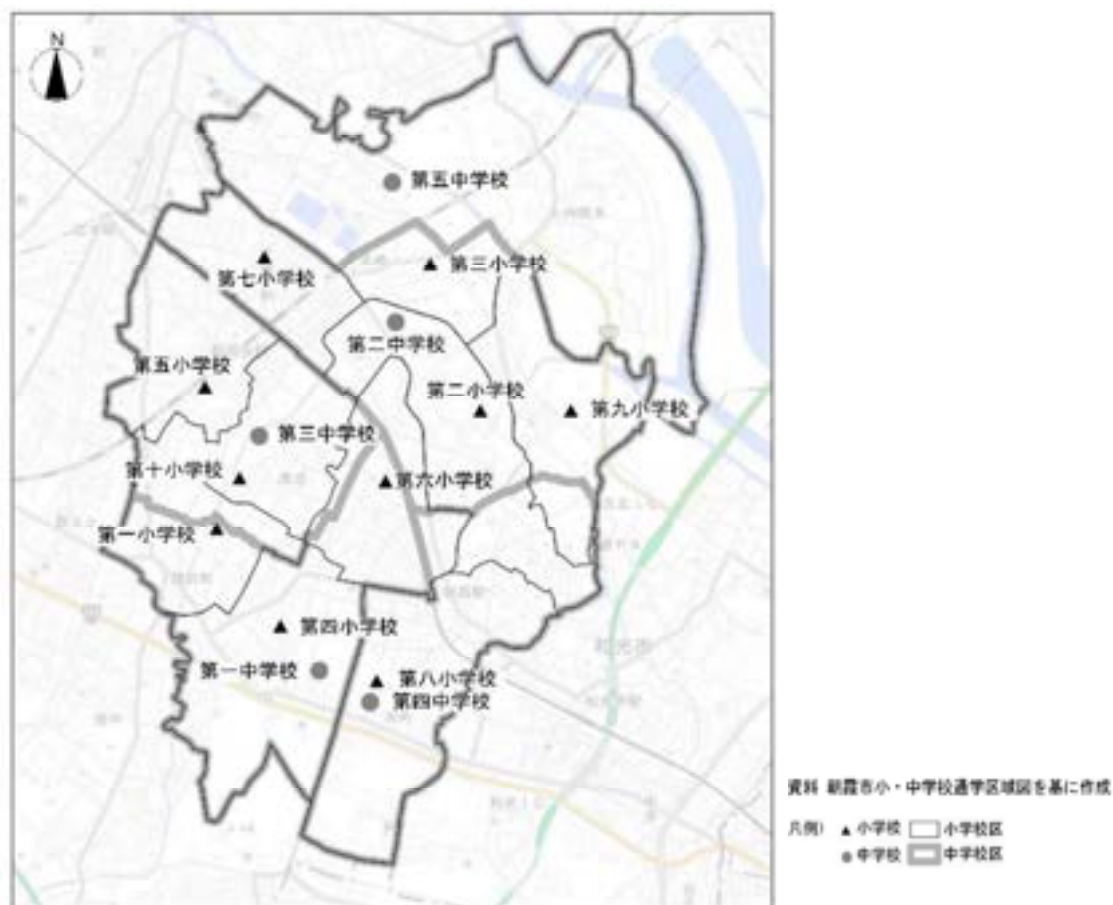 N
第五中学校
第三小学校
第七小学校
第二中学校
第五小学校
第二小学校
第九小学校
第三中学校
第十小学校
第六小学校
第一小学校
第四小学校
第一中学校
第八小学校
第四中学校
和光市
資料 朝霞市小・中学校通学区域図を基に作成
凡例) ▲ 小学校 小学校区
● 中学校 中学校区